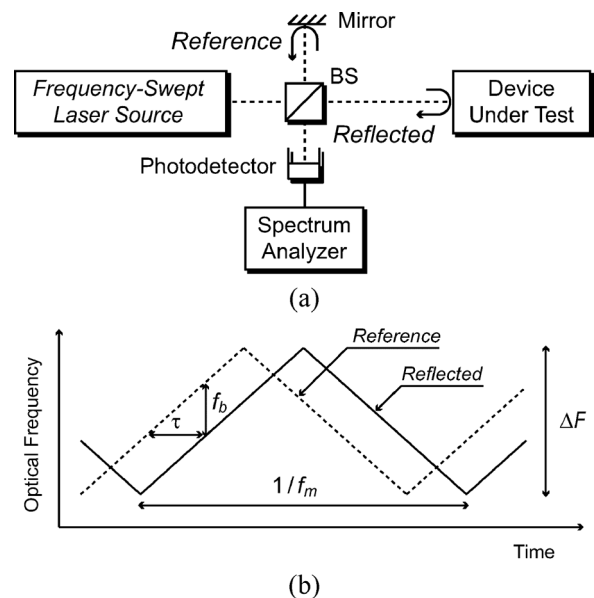 Mirror
Reference
BS
Frequency-Swept
Laser Source
Device
Under Test
Reflected
Photodetector
Spectrum
Analyzer
(a)
Optical Frequency
Reference
Reflected
τ
f_b
ΔF
1/f_m
Time
(b)